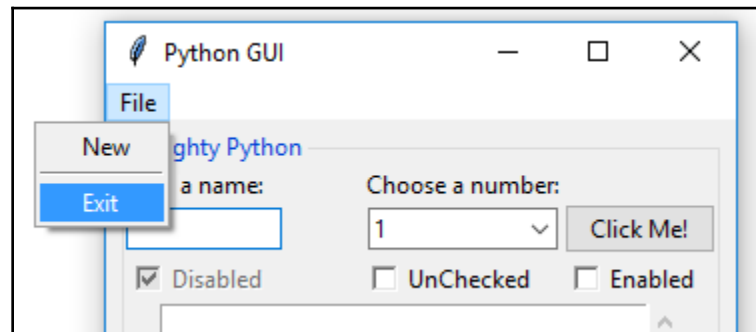 Python GUI
File
New
Exit
ghty Python
a name:
Choose a number:
1
Click Me!
Disabled
UnChecked
Enabled